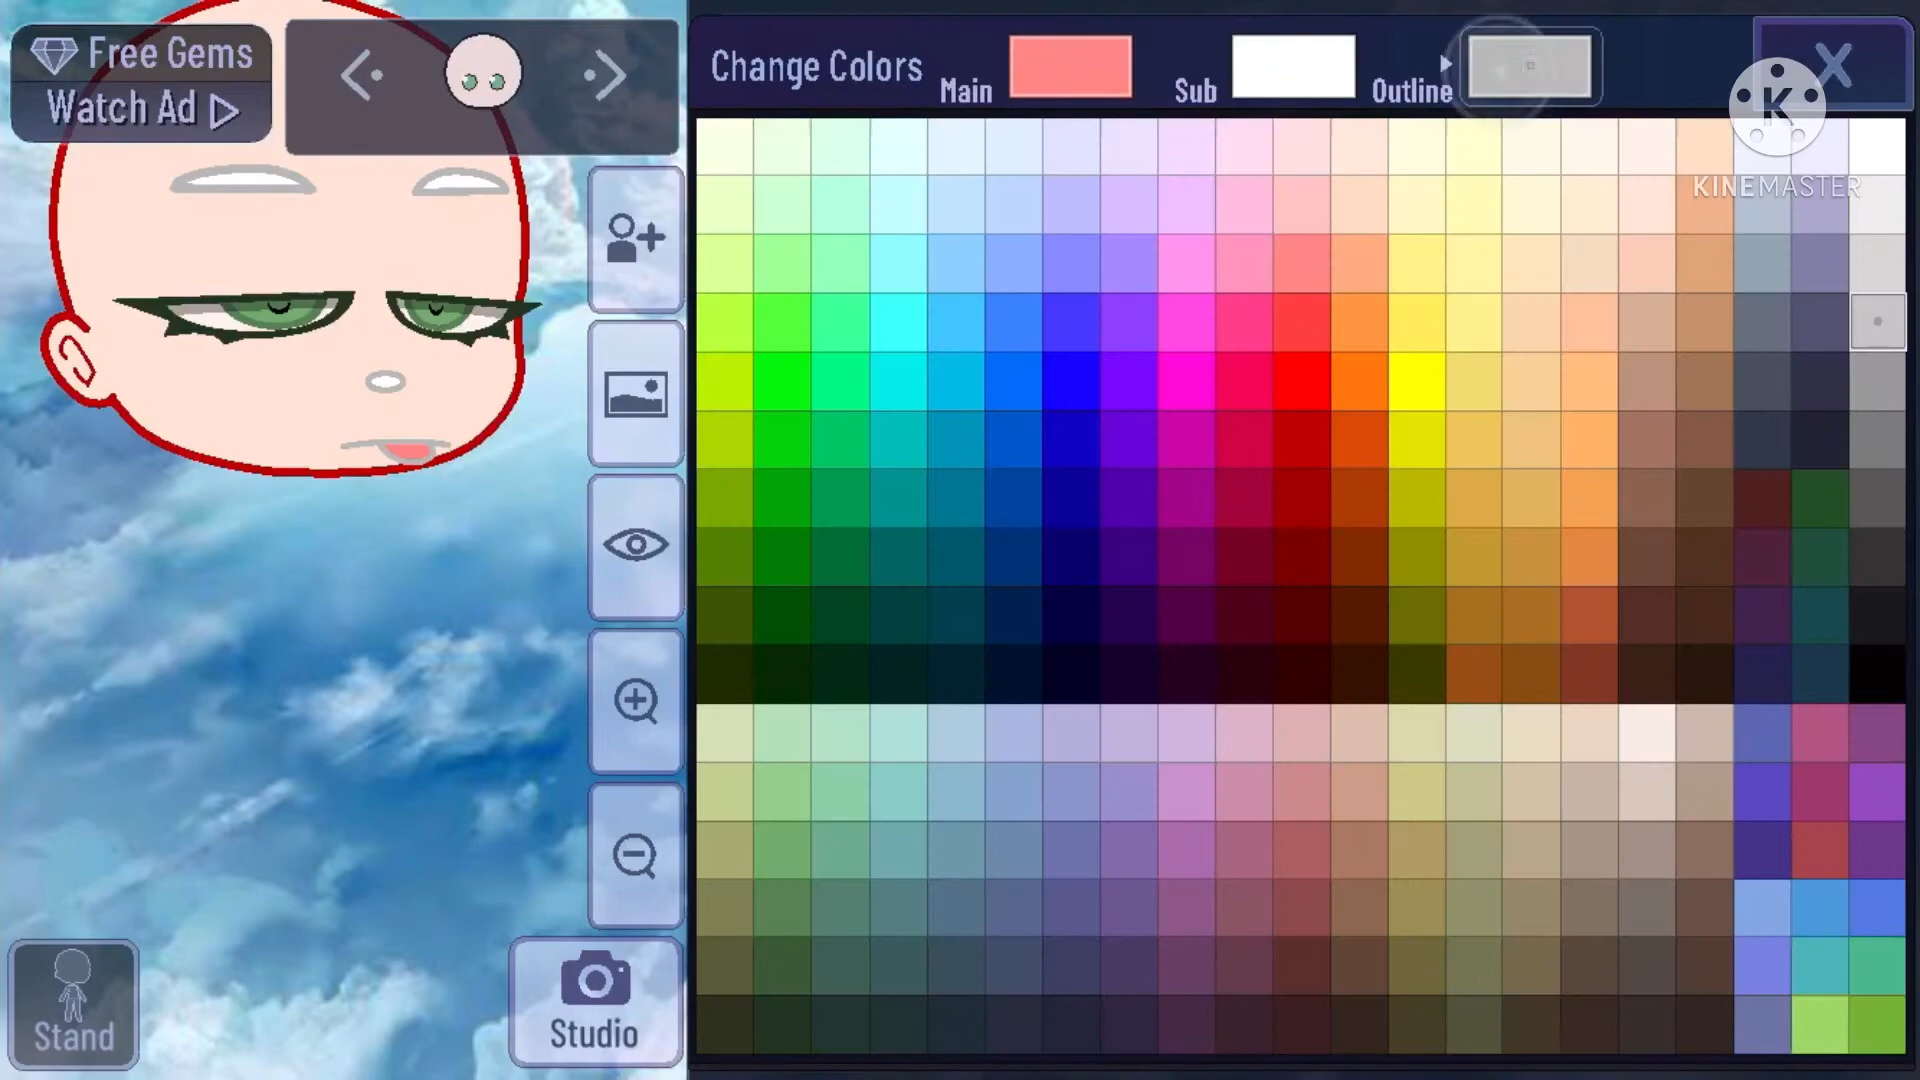 Free Gems
Watch Ad
Change Colors
Main
Sub
Outline
X
K
KINEMASTER
Stand
Studio